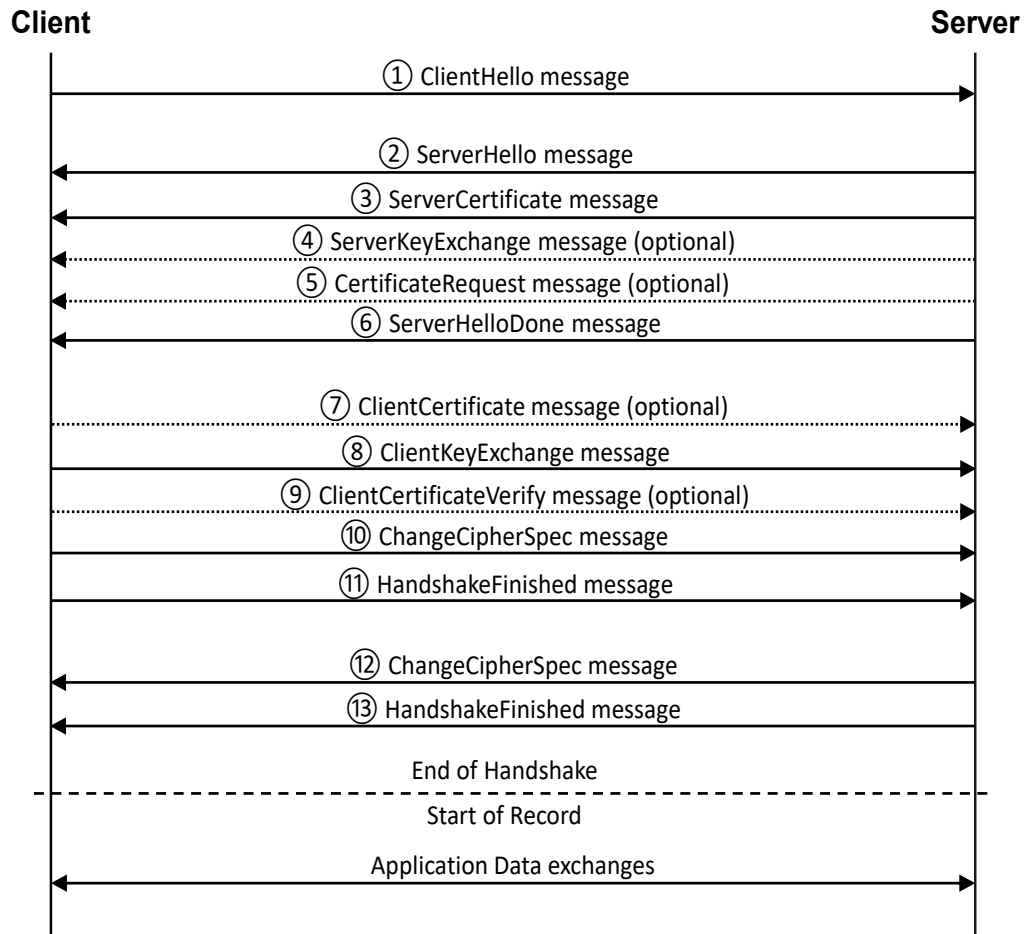 Client
Server
① ClientHello message
② ServerHello message
③ ServerCertificate message
④ ServerKeyExchange message (optional)
⑤ CertificateRequest message (optional)
⑥ ServerHelloDone message
⑦ ClientCertificate message (optional)
⑧ ClientKeyExchange message
⑨ ClientCertificateVerify message (optional)
⑩ ChangeCipherSpec message
⑪ HandshakeFinished message
⑫ ChangeCipherSpec message
⑬ HandshakeFinished message
End of Handshake
Start of Record
Application Data exchanges